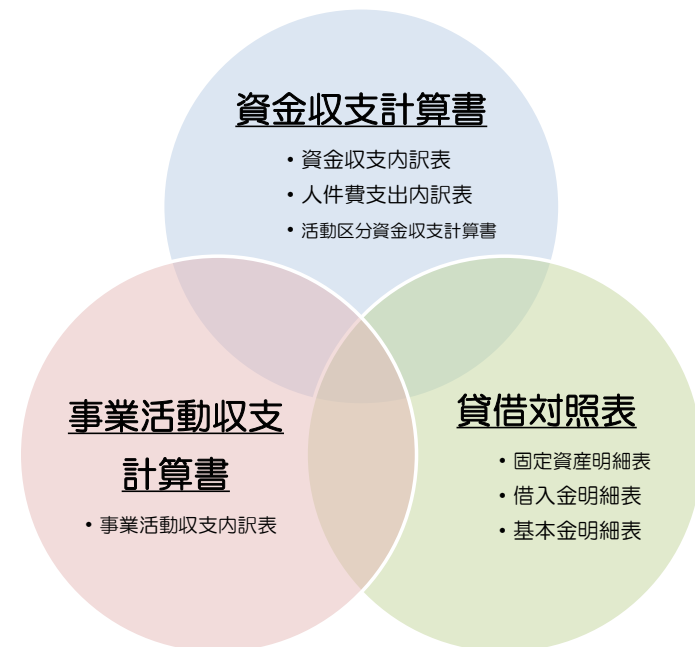 資金収支計算書
・資金収支内訳表
・人件費支出内訳表
・活動区分資金収支計算書
事業活動収支
計算書
・事業活動収支内訳表
貸借対照表
・固定資産明細表
・借入金明細表
・基本金明細表